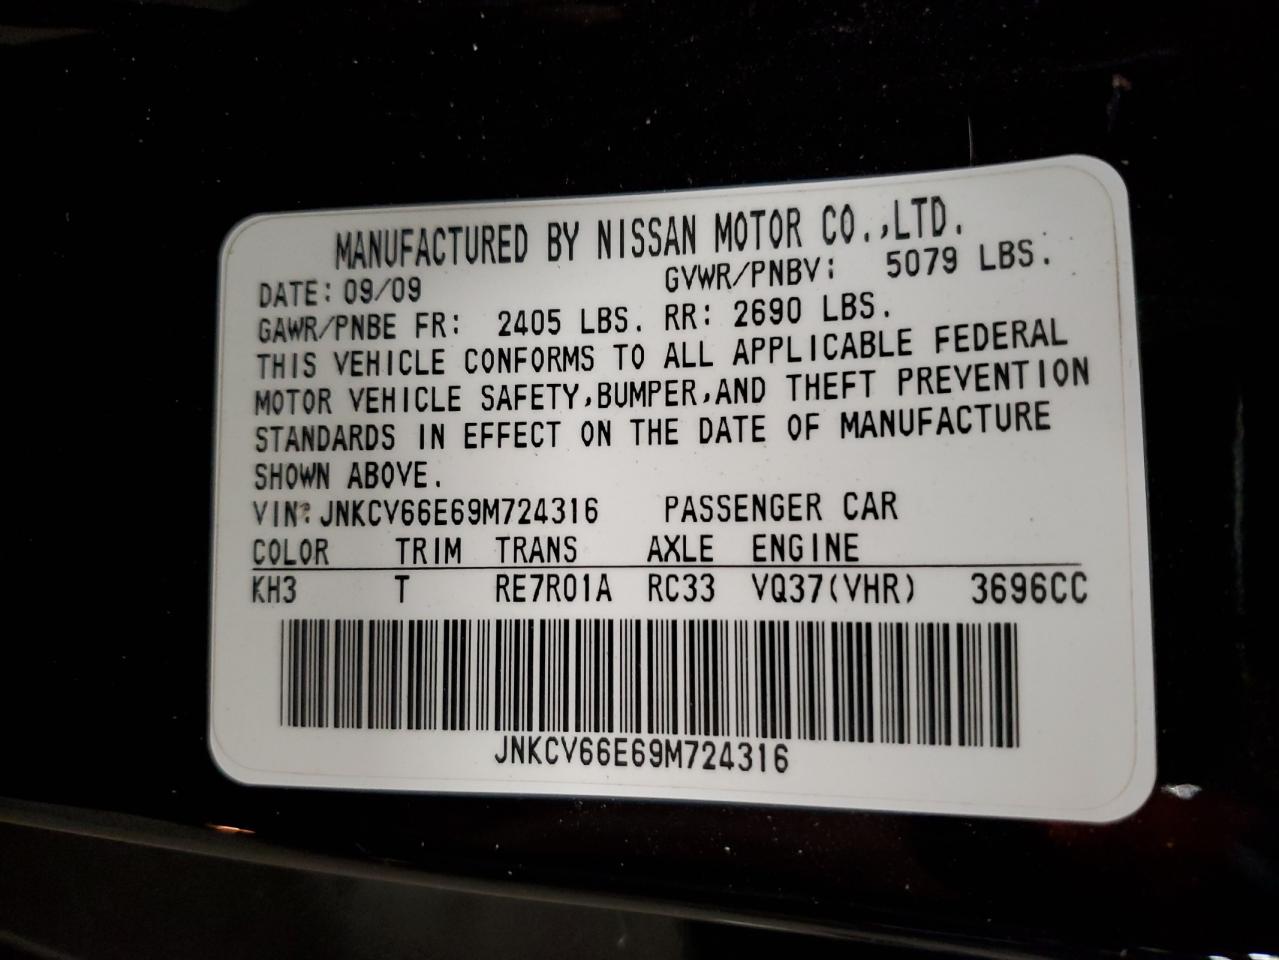 MANUFACTURED BY NISSAN MOTOR CO.,LTD.
DATE: 09/09 GVWR/PNBV: 5079 LBS.
GAWR/PNBE FR: 2405 LBS. RR: 2690 LBS.
THIS VEHICLE CONFORMS TO ALL APPLICABLE FEDERAL
MOTOR VEHICLE SAFETY,BUMPER,AND THEFT PREVENTION
STANDARDS IN EFFECT ON THE DATE OF MANUFACTURE
SHOWN ABOVE.
VIN: JNKCV66E69M724316 PASSENGER CAR
COLOR TRIM TRANS AXLE ENGINE
KH3 T RE7R01A RC33 VQ37(VHR) 3696CC
JNKCV66E69M724316